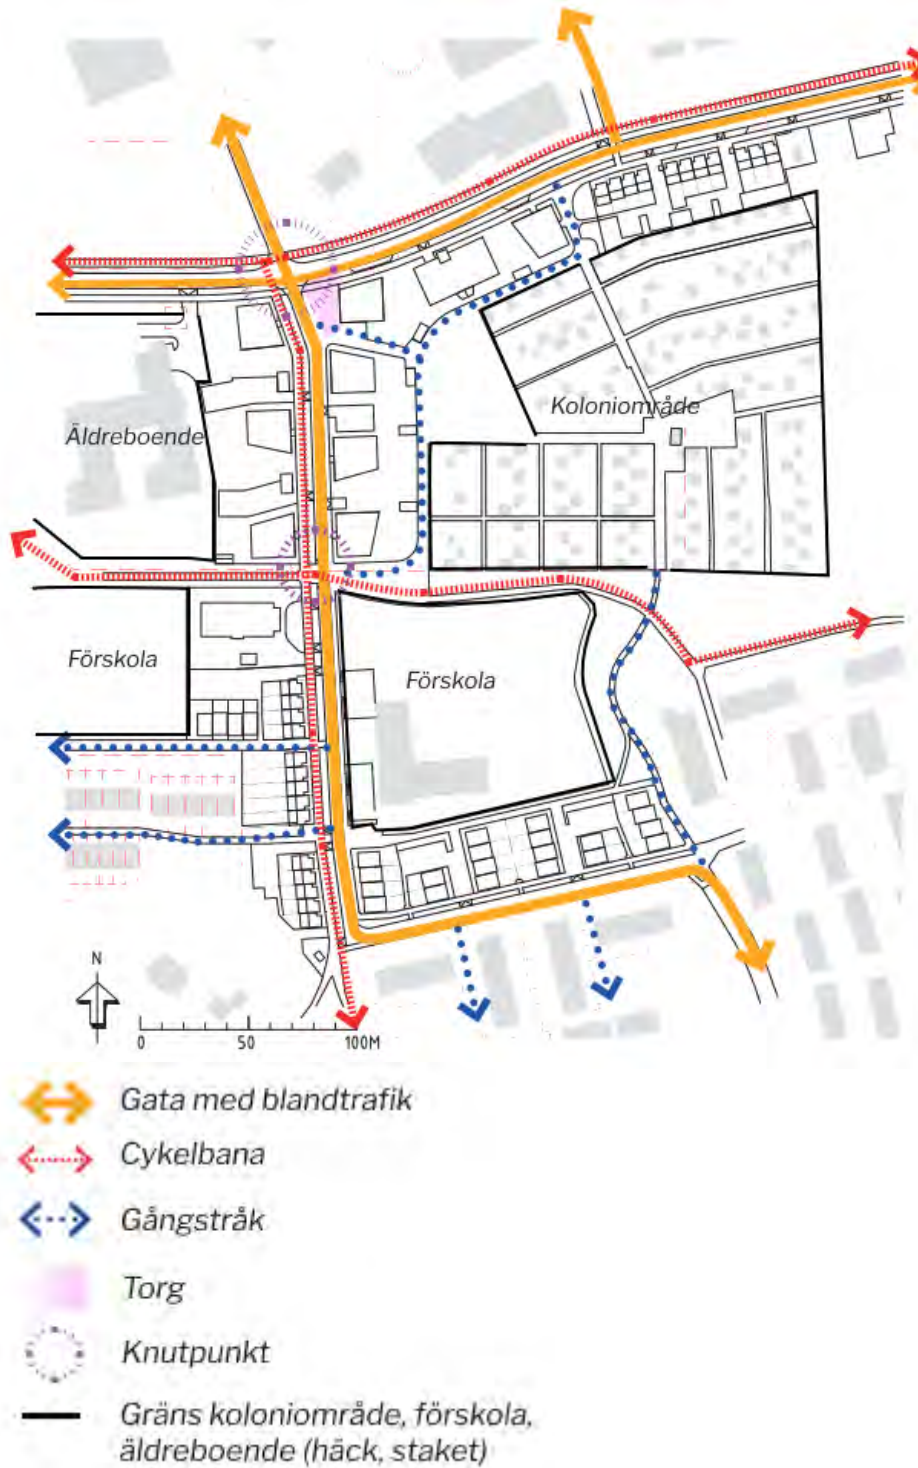 Koloniområde
Äldreboende
Förskola
Förskola
N
0 50 100M
Gata med blandtrafik
Cykelbana
Gångstråk
Torg
Knutpunkt
Gräns koloniområde, förskola,
äldreboende (häck, staket)